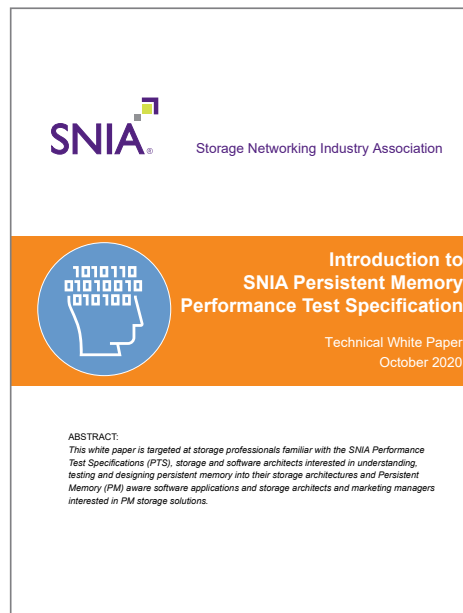 SNIA®
Storage Networking Industry Association
1010110
01010010
010100
Introduction to
SNIA Persistent Memory
Performance Test Specification
Technical White Paper
October 2020
ABSTRACT:
This white paper is targeted at storage professionals familiar with the SNIA Performance
Test Specifications (PTS), storage and software architects interested in understanding,
testing and designing persistent memory into their storage architectures and Persistent
Memory (PM) aware software applications and storage architects and marketing managers
interested in PM storage solutions.